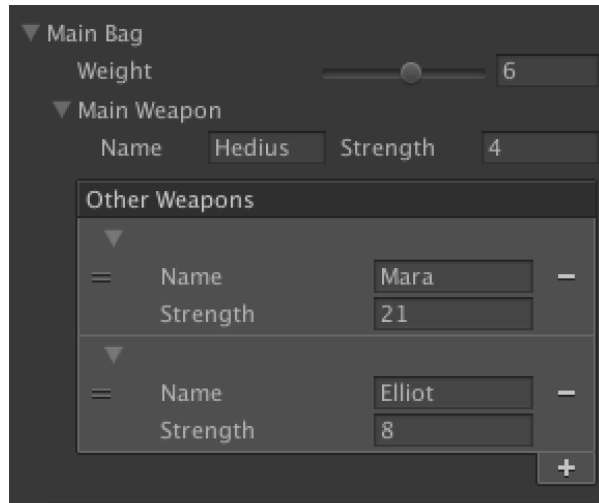 Main Bag
Weight 6
Main Weapon
Name Hedius Strength 4
Other Weapons
Name Mara
Strength 21
Name Elliot
Strength 8